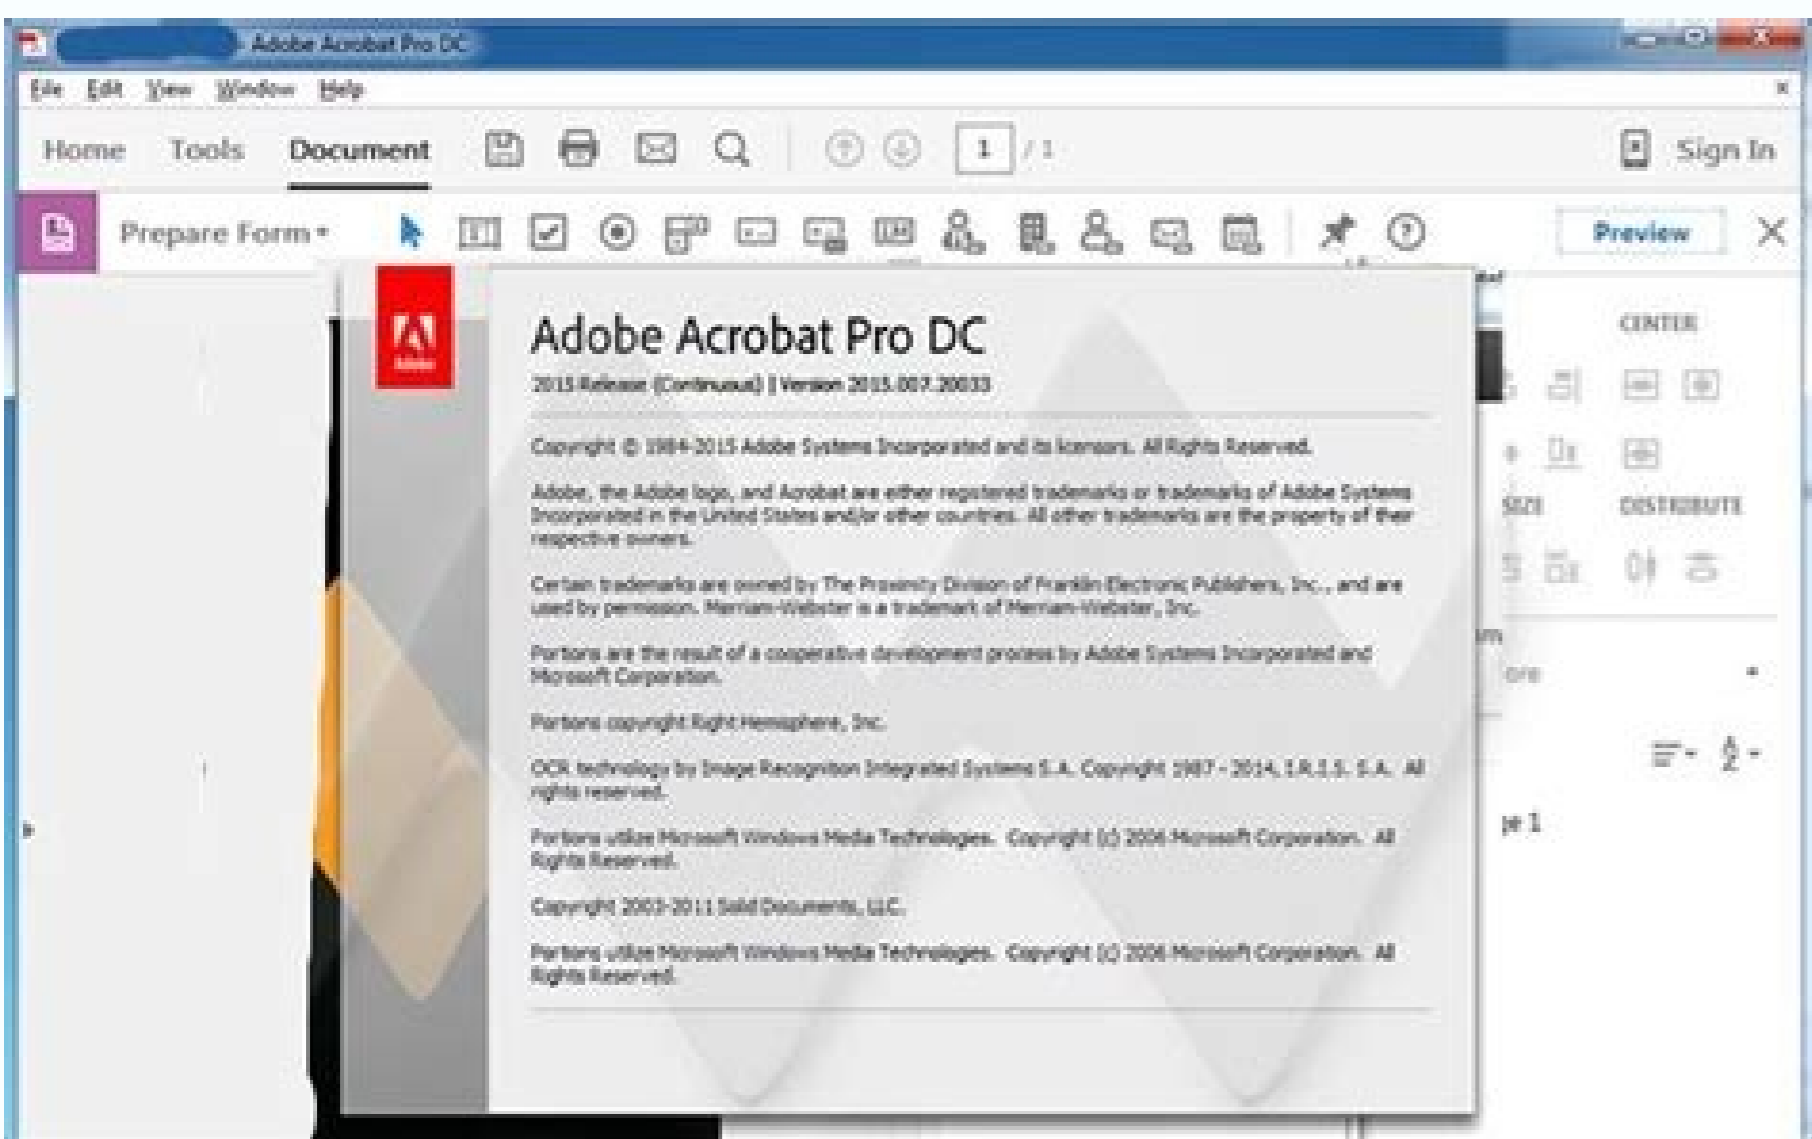 Adobe Acrobat Pro DC
File Edit View Window Help
Home Tools Document 1 / 1 Sign In
Prepare Form Preview
Adobe
Adobe Acrobat Pro DC
2015 Release (Continuous) | Version 2015.007.20033
Copyright © 1984-2015 Adobe Systems Incorporated and its licensors. All Rights Reserved.
Adobe, the Adobe logo, and Acrobat are either registered trademarks or trademarks of Adobe Systems
Incorporated in the United States and/or other countries. All other trademarks are the property of their
respective owners.
Certain trademarks are owned by The Proximity Division of Franklin Electronic Publishers, Inc., and are
used by permission. Merriam-Webster is a trademark of Merriam-Webster, Inc.
Portions are the result of a cooperative development process by Adobe Systems Incorporated and
Microsoft Corporation.
Portions copyright Right Hemisphere, Inc.
OCR technology by Image Recognition Integrated Systems S.A. Copyright 1987 - 2014, I.R.I.S. S.A. All
rights reserved.
Portions utilize Microsoft Windows Media Technologies. Copyright (c) 2006 Microsoft Corporation. All
Rights Reserved.
Copyright 2003-2011 Solid Documents, LLC.
Portions utilize Microsoft Windows Media Technologies. Copyright (c) 2006 Microsoft Corporation. All
Rights Reserved.
CENTER
SIZE DISTRIBUTE
ore
ge 1